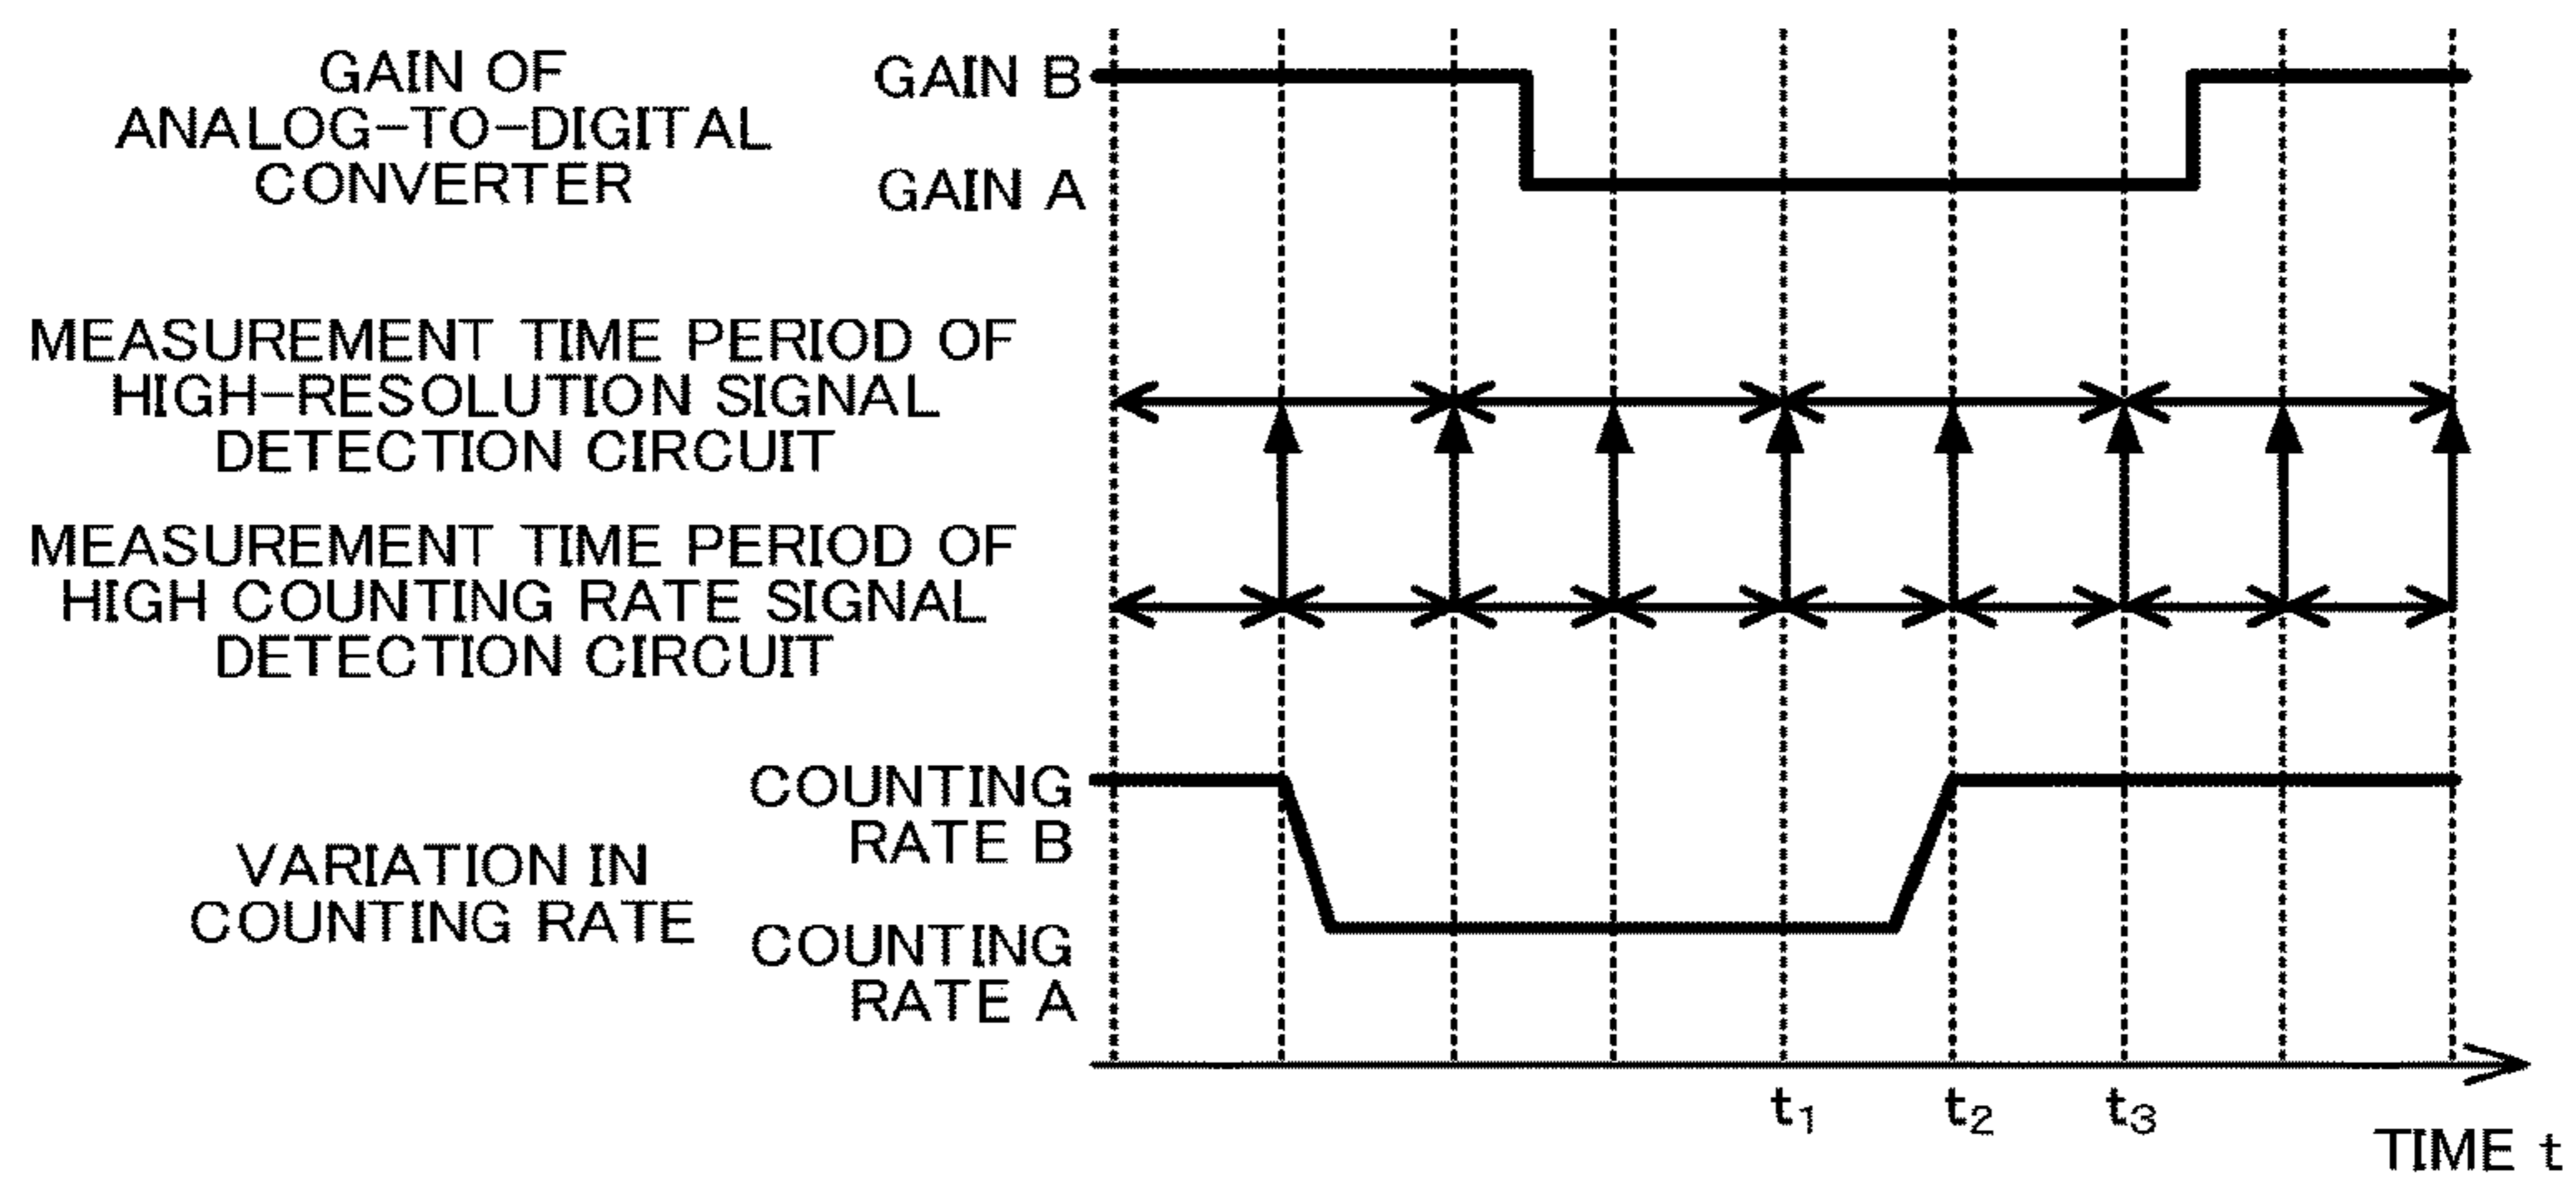 GAIN OF
ANALOG-TO-DIGITAL
CONVERTER
GAIN B
GAIN A
MEASUREMENT TIME PERIOD OF
HIGH-RESOLUTION SIGNAL
DETECTION CIRCUIT
MEASUREMENT TIME PERIOD OF
HIGH COUNTING RATE SIGNAL
DETECTION CIRCUIT
VARIATION IN
COUNTING RATE
COUNTING
RATE B
COUNTING
RATE A
t₁ t₂ t₃
TIME t